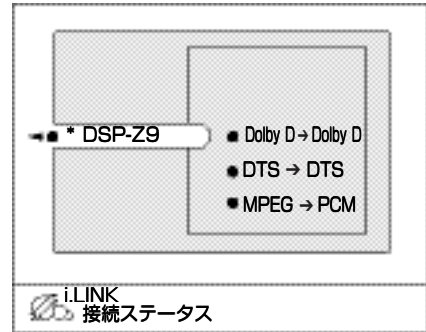 * DSP-Z9
Dolby D → Dolby D
DTS → DTS
MPEG → PCM
i.LINK
接続ステータス